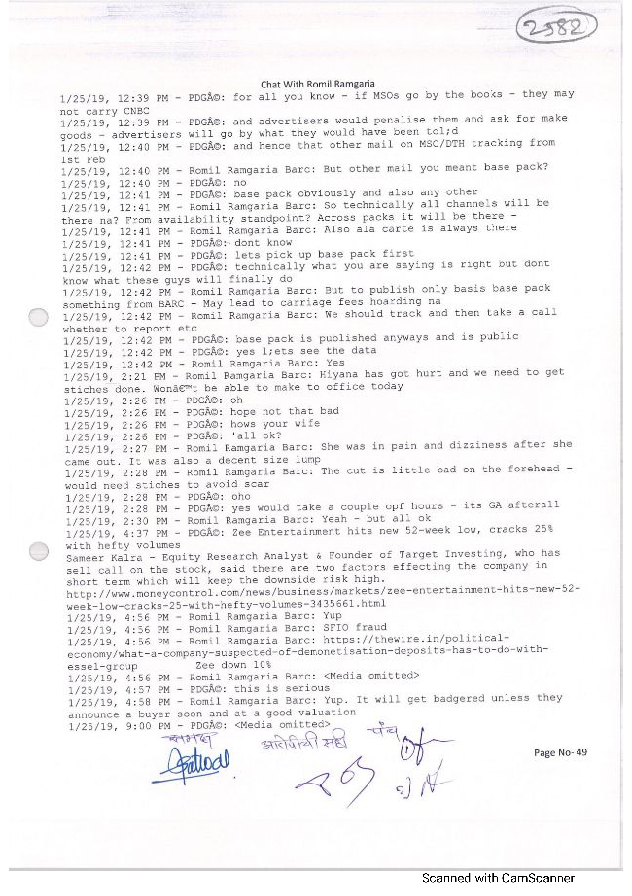 2582
Chat With Romil Ramgaria
1/25/19, 12:39 PM - PDGÃ©: for all you know - if MSOs go by the books - they may
not carry CNBC
1/25/19, 12:39 PM - PDGÃ©: and advertisers would penalise them and ask for make
goods - advertisers will go by what they would have been tol;d
1/25/19, 12:40 PM - PDGÃ©: and hence that other mail on MSC/DTH tracking from
1st Feb
1/25/19, 12:40 PM - Romil Ramgaria Barc: But other mail you meant base pack?
1/25/19, 12:40 PM - PDGÃ©: no
1/25/19, 12:41 PM - PDGÃ©: base pack obviously and also any other
1/25/19, 12:41 PM - Romil Ramgaria Barc: So technically all channels will be
there na? From availability standpoint? Across packs it will be there -
1/25/19, 12:41 PM - Romil Ramgaria Barc: Also ala carte is always there
1/25/19, 12:41 PM - PDGÃ©: dont know
1/25/19, 12:41 PM - PDGÃ©: lets pick up base pack first
1/25/19, 12:42 PM - PDGÃ©: technically what you are saying is right but dont
know what these guys will finally do
1/25/19, 12:42 PM - Romil Ramgaria Barc: But to publish only basis base pack
something from BARC - May lead to carriage fees hoarding na
1/25/19, 12:42 PM - Romil Ramgaria Barc: We should track and then take a call
whether to report etc
1/25/19, 12:42 PM - PDGÃ©: base pack is published anyways and is public
1/25/19, 12:42 PM - PDGÃ©: yes lets see the data
1/25/19, 12:42 PM - Romil Ramgaria Barc: Yes
1/25/19, 2:21 PM - Romil Ramgaria Barc: Hiyana has got hurt and we need to get
stiches done. Wonâ€™t be able to make to office today
1/25/19, 2:26 PM - PDGÃ©: oh
1/25/19, 2:26 PM - PDGÃ©: hope not that bad
1/25/19, 2:26 PM - PDGÃ©: hows your wife
1/25/19, 2:26 PM - PDGÃ©: 'all ok?
1/25/19, 2:27 PM - Romil Ramgaria Barc: She was in pain and dizziness after she
came out. It was also a decent size lump
1/25/19, 2:28 PM - Romil Ramgaria Barc: The cut is little bad on the forehead -
would need stiches to avoid scar
1/25/19, 2:28 PM - PDGÃ©: oho
1/25/19, 2:28 PM - PDGÃ©: yes would take a couple opf hours - its GA afterall
1/25/19, 2:30 PM - Romil Ramgaria Barc: Yeah - but all ok
1/25/19, 4:37 PM - PDGÃ©: Zee Entertainment hits new 52-week low, cracks 25%
with hefty volumes
Sameer Kalra - Equity Research Analyst & Founder of Target Investing, who has
sell call on the stock, said there are two factors effecting the company in
short term which will keep the downside risk high.
http://www.moneycontrol.com/news/business/markets/zee-entertainment-hits-new-52-
week-low-cracks-25-with-hefty-volumes-3435661.html
1/25/19, 4:56 PM - Romil Ramgaria Barc: Yup
1/25/19, 4:56 PM - Romil Ramgaria Barc: SFIO fraud
1/25/19, 4:56 PM - Romil Ramgaria Barc: https://thewire.in/political-
economy/what-a-company-suspected-of-demonetisation-deposits-has-to-do-with-
essel-group Zee down 10%
1/25/19, 4:56 PM - Romil Ramgaria Barc: <Media omitted>
1/25/19, 4:57 PM - PDGÃ©: this is serious
1/25/19, 4:58 PM - Romil Ramgaria Barc: Yup. It will get badgered unless they
announce a buyer soon and at a good valuation
1/25/19, 9:00 PM - PDGÃ©: <Media omitted>
समक्ष आरोपीची सही पंच
Page No- 49
Scanned with CamScanner